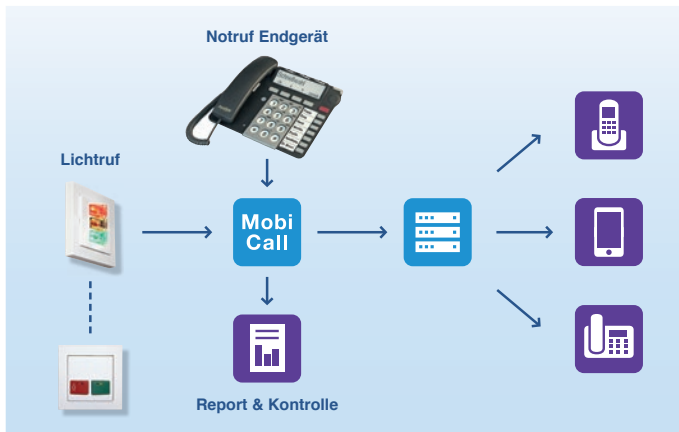 Notruf Endgerät
Lichtruf
Mobi
Call
Report & Kontrolle